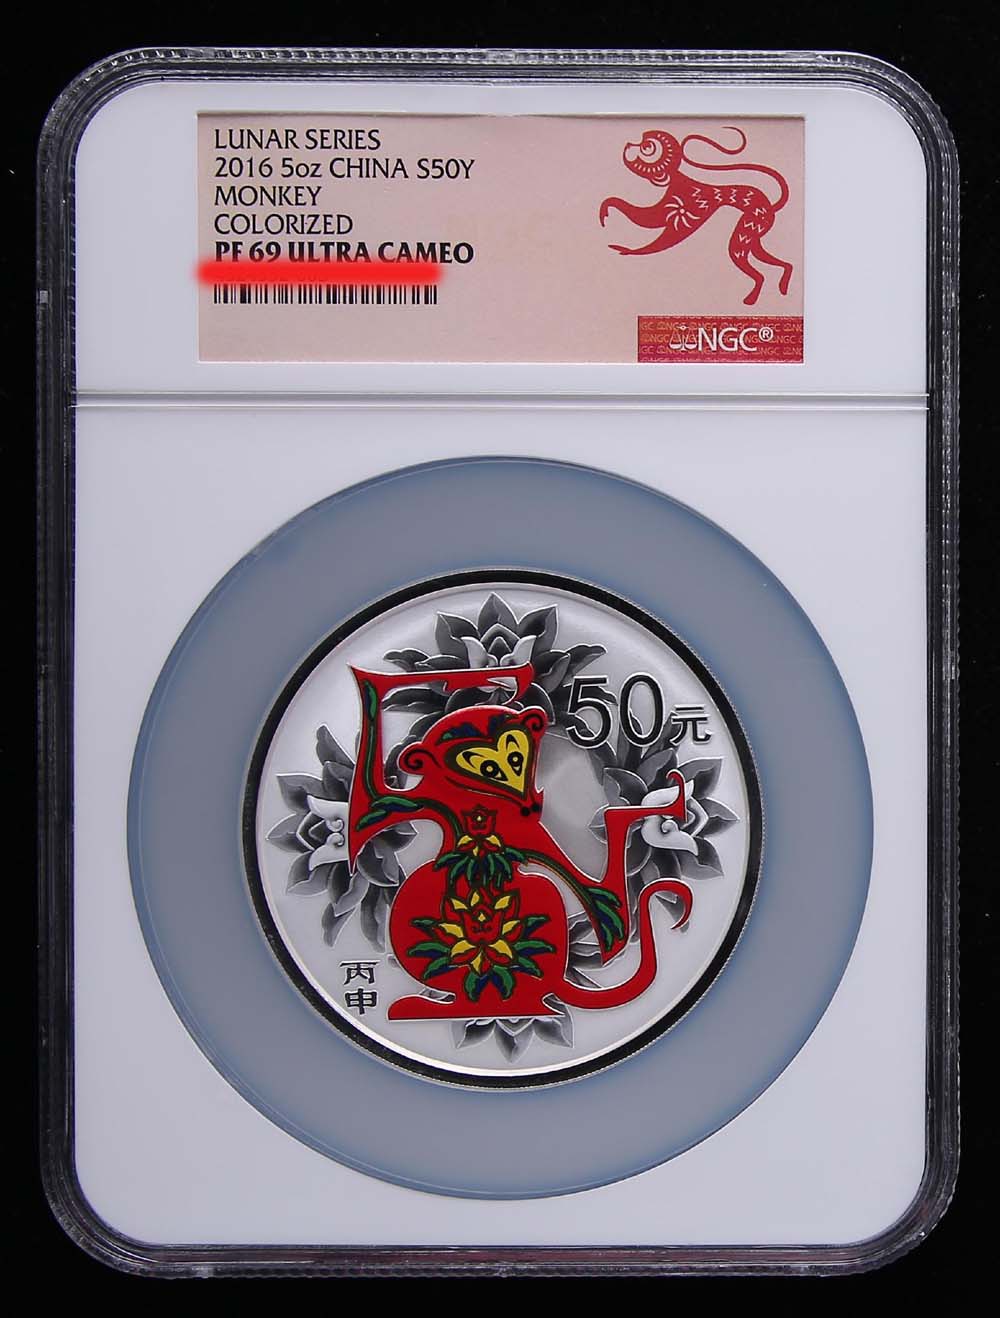 LUNAR SERIES
2016 5oz CHINA S50Y
MONKEY
COLORIZED
PF 69 ULTRA CAMEO
NGC®
50元
丙
申